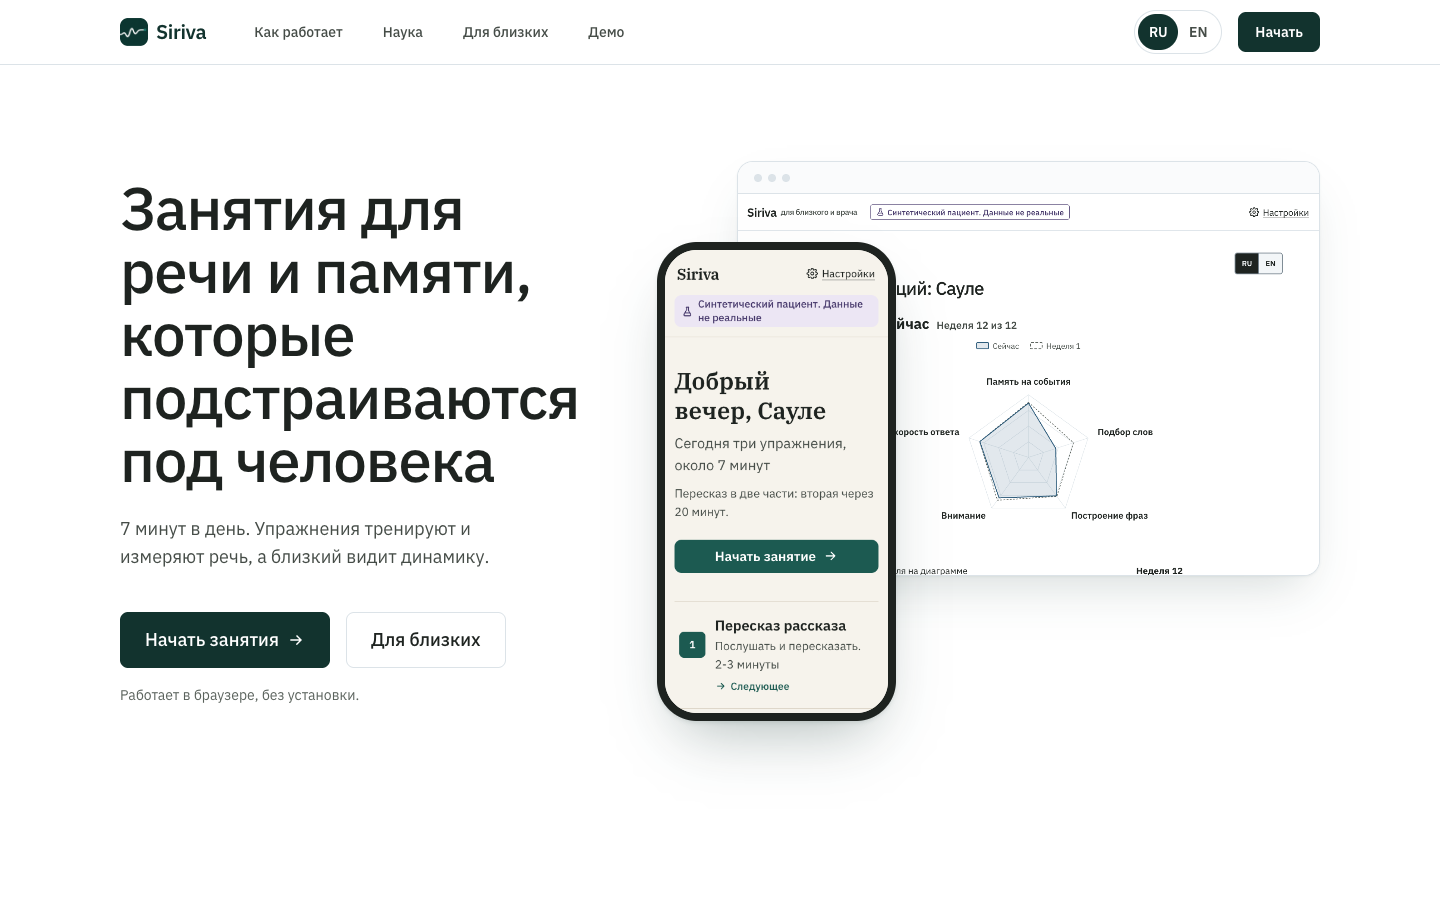 Siriva
Как работает
Наука
Для близких
Демо
RU
EN
Начать
Занятия для
речи и памяти,
которые
подстраиваются
под человека
7 минут в день. Упражнения тренируют и
измеряют речь, а близкий видит динамику.
Начать занятия →
Для близких
Работает в браузере, без установки.
Siriva для близкого и врача
Синтетический пациент. Данные не реальные
Настройки
RU
EN
ций: Сауле
йчас Неделя 12 из 12
Сейчас
Неделя 1
Память на события
корость ответа
Подбор слов
Внимание
Построение фраз
ля на диаграмме
Неделя 12
Siriva
Настройки
Синтетический пациент. Данные
не реальные
Добрый
вечер, Сауле
Сегодня три упражнения,
около 7 минут
Пересказ в две части: вторая через
20 минут.
Начать занятие →
1
Пересказ рассказа
Послушать и пересказать.
2-3 минуты
→ Следующее